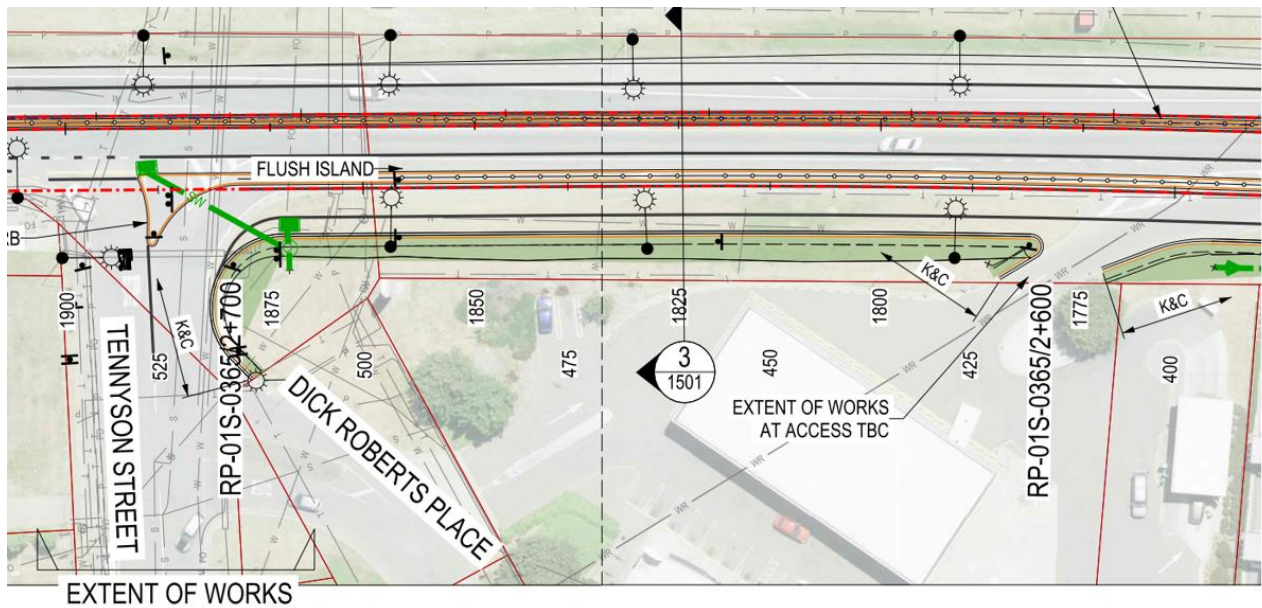 FLUSH ISLAND
SW
RB
1900
1875
1850
1825
1800
1775
K&C
K&C
K&C
TENNYSON STREET
525
RP-01S-0365/2+700
500
475
3
1501
450
425
RP-01S-0365/2+600
400
DICK ROBERTS PLACE
EXTENT OF WORKS
AT ACCESS TBC
EXTENT OF WORKS